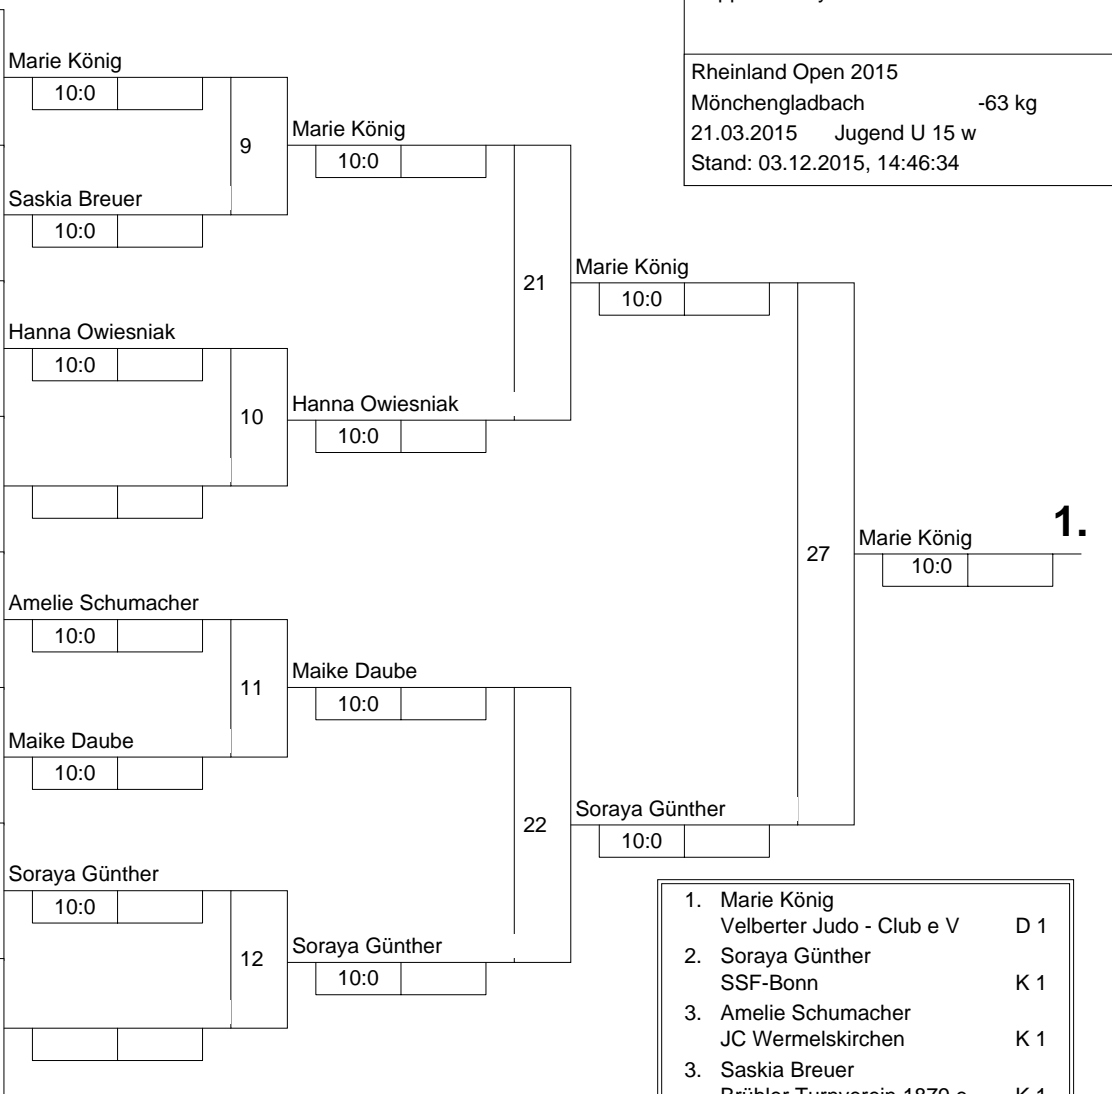 Rheinland Open 2015
Mönchengladbach -63 kg
21.03.2015 Jugend U 15 w
Stand: 03.12.2015, 14:46:34
Marie König
10:0
9
Saskia Breuer
10:0
Marie König
10:0
21
Hanna Owiesniak
10:0
10
Hanna Owiesniak
10:0
Marie König
10:0
27
Marie König
10:0
1.
Amelie Schumacher
10:0
11
Maike Daube
10:0
Maike Daube
10:0
22
Soraya Günther
10:0
12
Soraya Günther
10:0
Soraya Günther
10:0
1. Marie König
Velberter Judo - Club e V D 1
2. Soraya Günther
SSF-Bonn K 1
3. Amelie Schumacher
JC Wermelskirchen K 1
3. Saskia Breuer
Brühler Turnverein 1879 e K 1